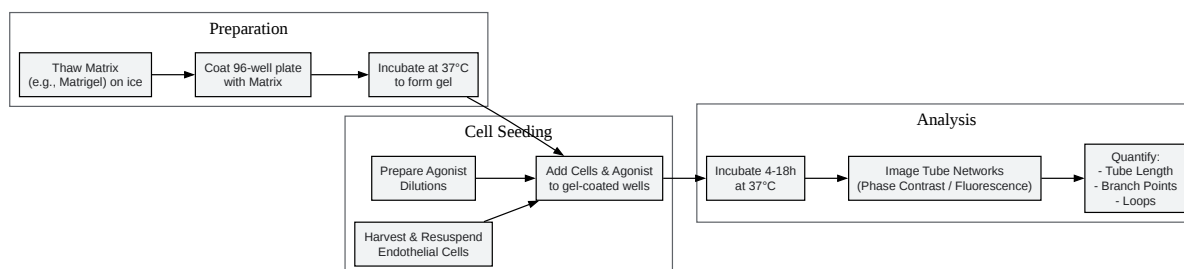 Preparation
Thaw Matrix
(e.g., Matrigel) on ice
Coat 96-well plate
with Matrix
Incubate at 37°C
to form gel
Cell Seeding
Prepare Agonist
Dilutions
Harvest & Resuspend
Endothelial Cells
Add Cells & Agonist
to gel-coated wells
Analysis
Incubate 4-18h
at 37°C
Image Tube Networks
(Phase Contrast / Fluorescence)
Quantify:
- Tube Length
- Branch Points
- Loops